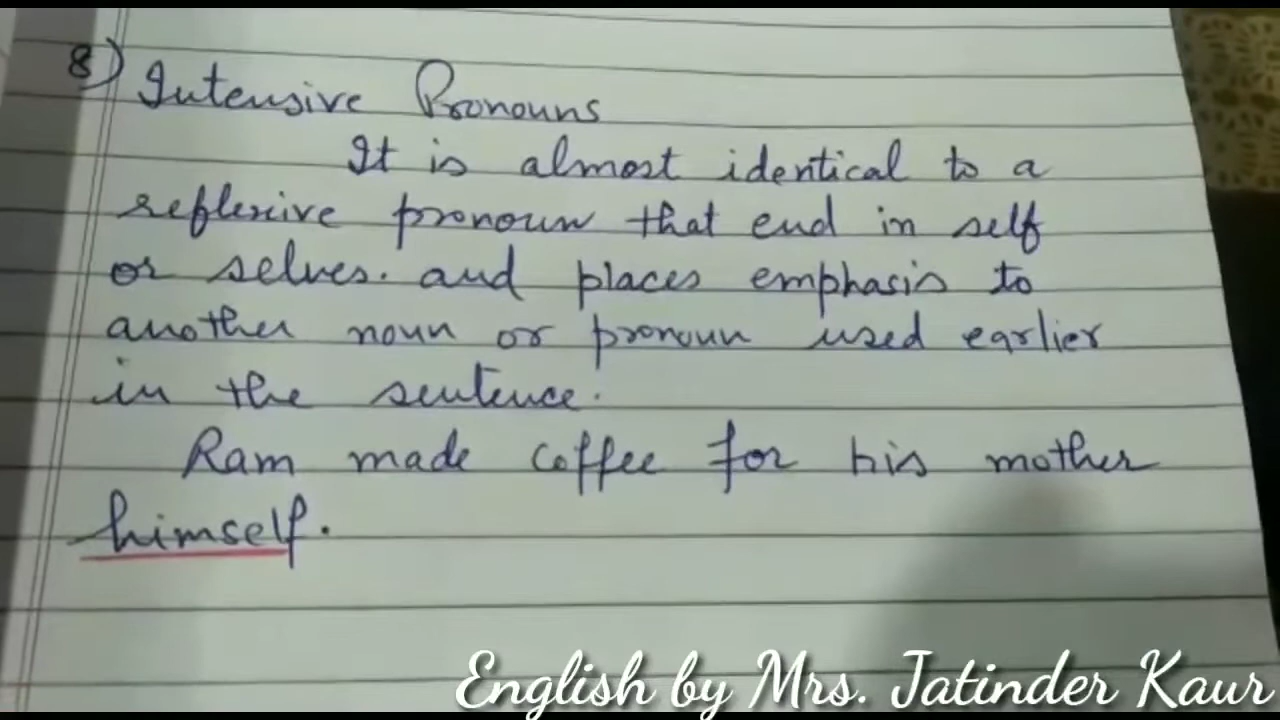 8) Intensive Pronouns
It is almost identical to a
reflexive pronoun that end in self
or selves. and places emphasis to
another noun or pronoun used earlier
in the sentence.
Ram made coffee for his mother
himself.
English by Mrs. Jatinder Kaur